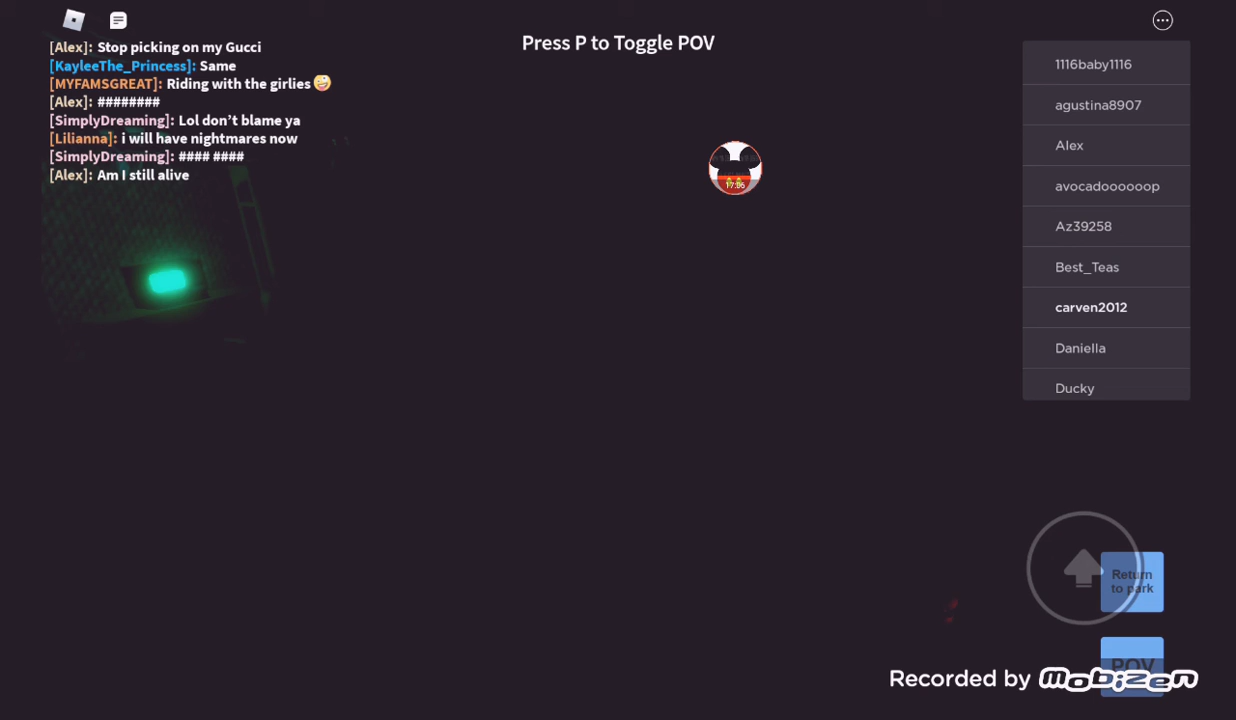 Press P to Toggle POV
[Alex]: Stop picking on my Gucci
[KayleeThe_Princess]: Same
[MYFAMSGREAT]: Riding with the girlies🤪
[Alex]: ########
[SimplyDreaming]: Lol don't blame ya
[Lilianna]: i will have nightmares now
[SimplyDreaming]: #### ####
[Alex]: Am I still alive
1116baby1116
agustina8907
Alex
avocadoooooop
Az39258
Best_Teas
carven2012
Daniella
Ducky
Return
to park
POV
Recorded by mobizen